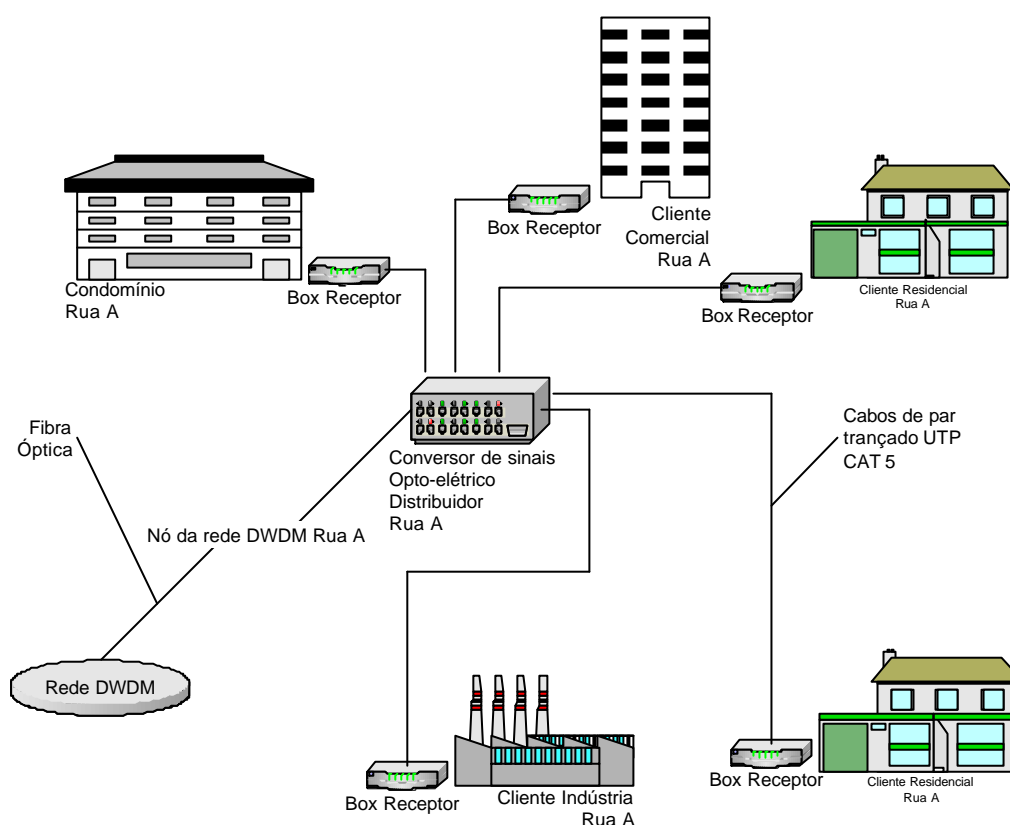 Cliente
Comercial
Rua A
Box Receptor
Condomínio
Rua A
Box Receptor
Cliente Residencial
Rua A
Box Receptor
Fibra
Óptica
Conversor de sinais
Opto-elétrico
Distribuidor
Rua A
Cabos de par
trançado UTP
CAT 5
Nó da rede DWDM Rua A
Rede DWDM
Box Receptor
Cliente Indústria
Rua A
Box Receptor
Cliente Residencial
Rua A